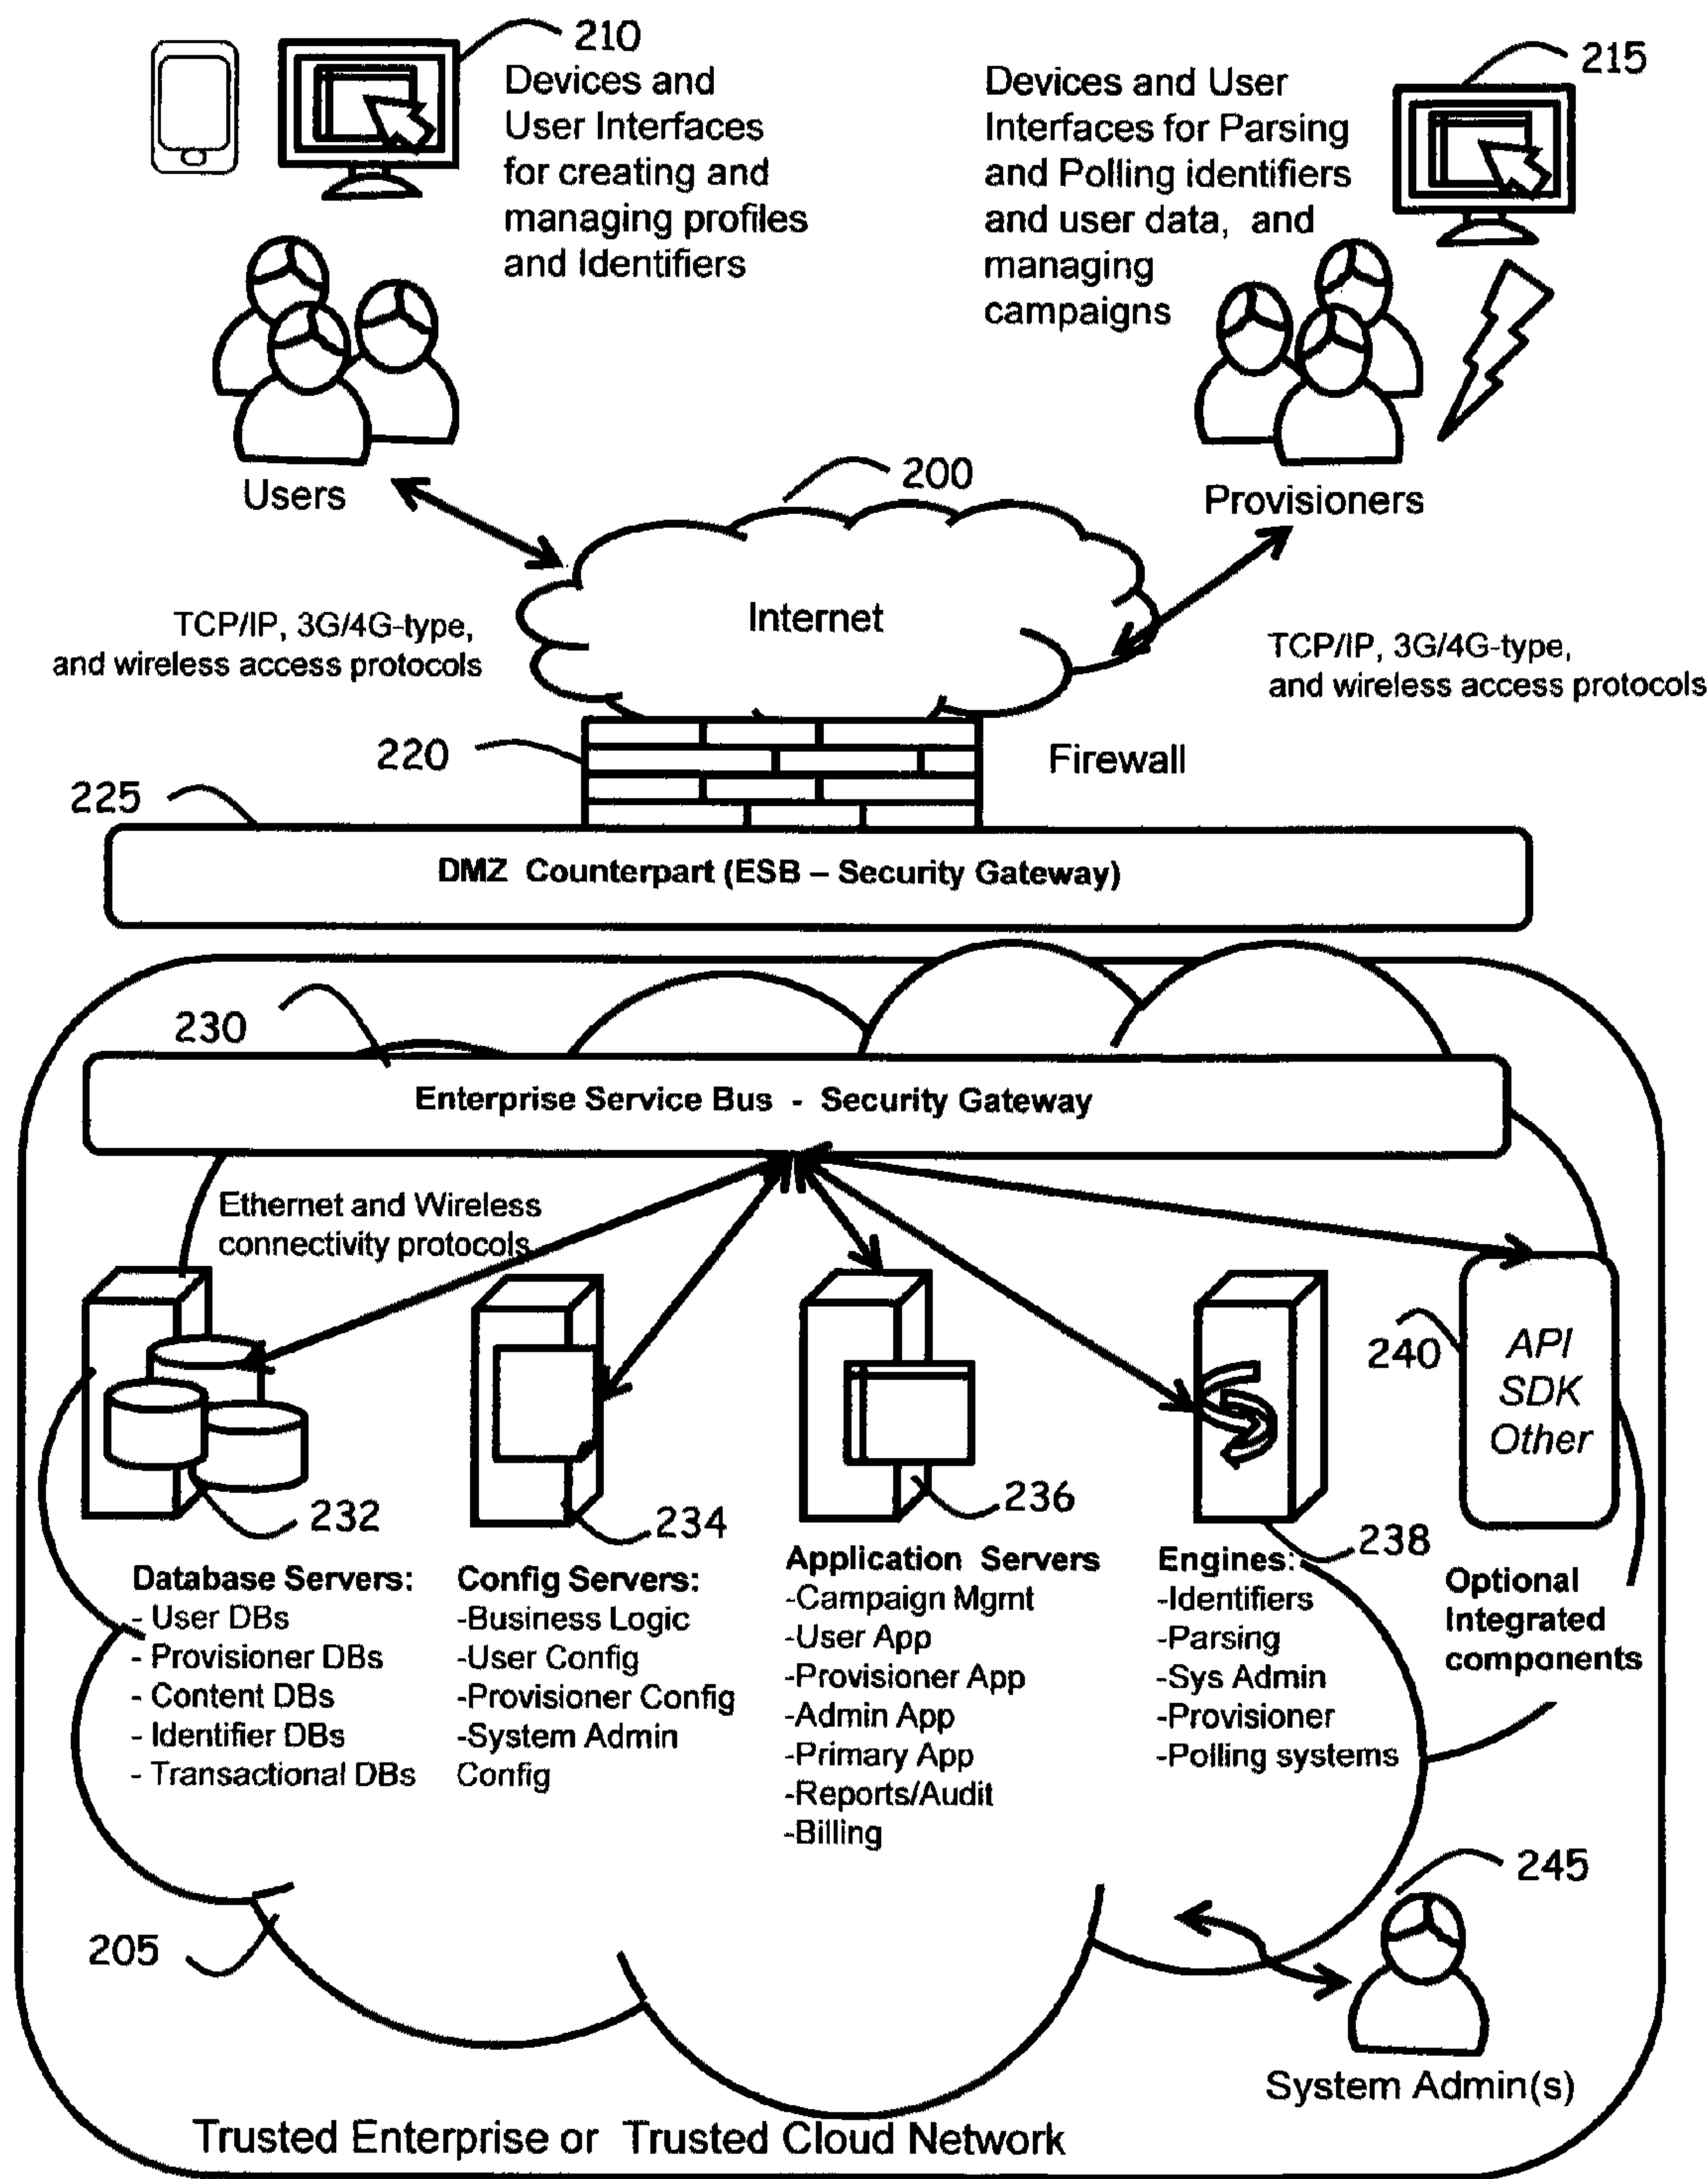 210
Devices and
User Interfaces
for creating and
managing profiles
and Identifiers
215
Devices and User
Interfaces for Parsing
and Polling identifiers
and user data, and
managing
campaigns
Users
Provisioners
200
Internet
TCP/IP, 3G/4G-type,
and wireless access protocols
TCP/IP, 3G/4G-type,
and wireless access protocols
220
Firewall
225
DMZ Counterpart (ESB – Security Gateway)
230
Enterprise Service Bus - Security Gateway
Ethernet and Wireless
connectivity protocols
240
API
SDK
Other
232
234
236
238
Database Servers:
- User DBs
- Provisioner DBs
- Content DBs
- Identifier DBs
- Transactional DBs
Config Servers:
-Business Logic
-User Config
-Provisioner Config
-System Admin
Config
Application Servers
-Campaign Mgmt
-User App
-Provisioner App
-Admin App
-Primary App
-Reports/Audit
-Billing
Engines:
-Identifiers
-Parsing
-Sys Admin
-Provisioner
-Polling systems
Optional
Integrated
components
245
205
System Admin(s)
Trusted Enterprise or Trusted Cloud Network